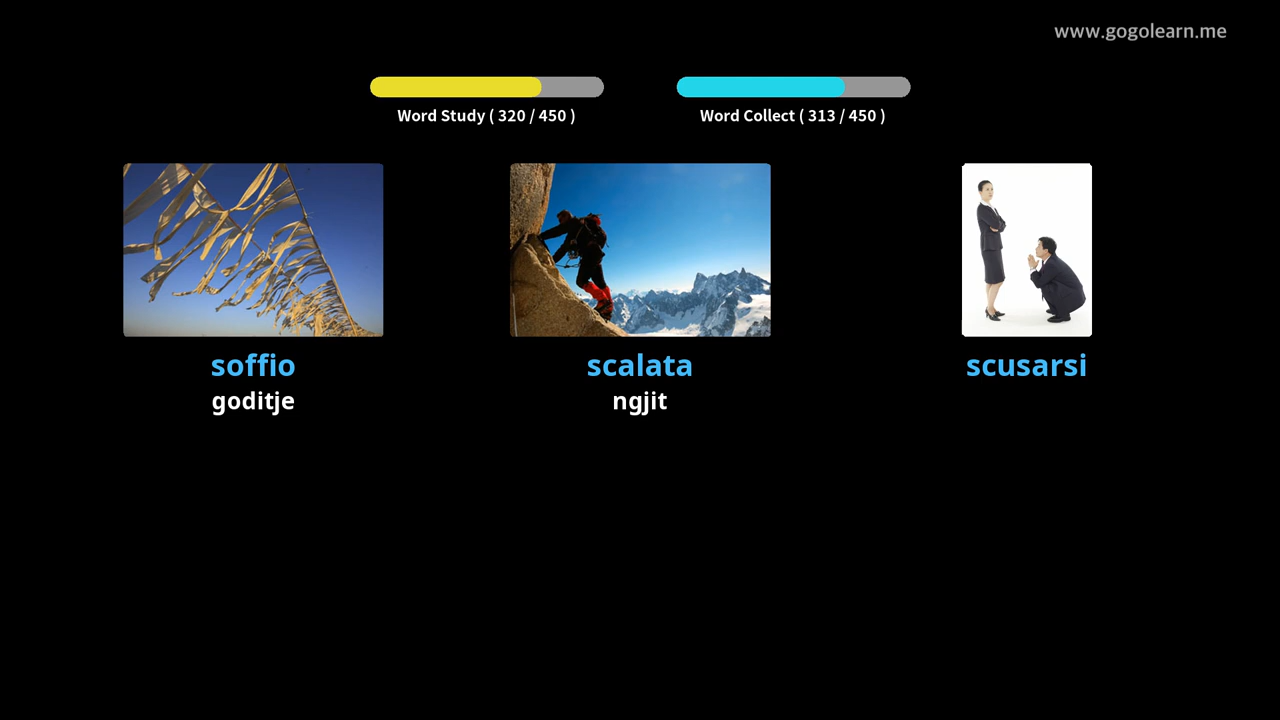 www.gogolearn.me
Word Study ( 320 / 450 )
Word Collect ( 313 / 450 )
soffio
goditje
scalata
ngjit
scusarsi